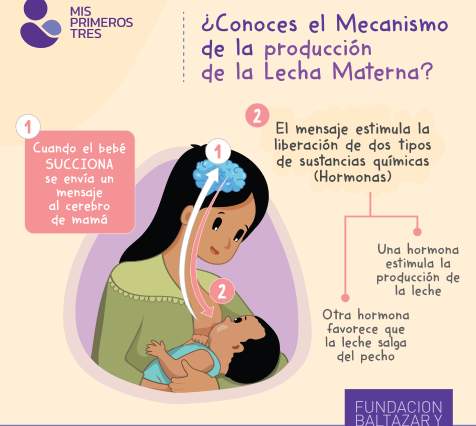 MIS
PRIMEROS
TRES
¿Conoces el Mecanismo
de la producción
de la Lecha Materna?
1
Cuando el bebé
SUCCIONA
se envía un
mensaje
al cerebro
de mamá
2
El mensaje estimula la
liberación de dos tipos
de sustancias químicas
(Hormonas)
1
2
Una hormona
estimula la
producción de
la leche
Otra hormona
favorece que
la leche salga
del pecho
FUNDACION
BALTAZAR Y